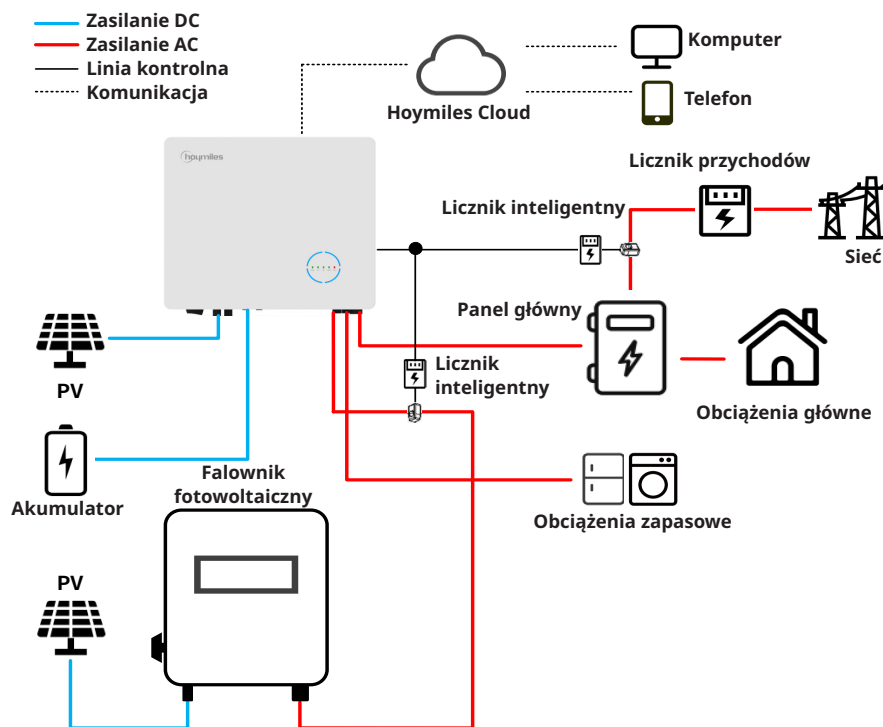 Zasilanie DC
Zasilanie AC
Linia kontrolna
Komunikacja
Komputer
Hoymiles Cloud
Telefon
hoymiles
Licznik przychodów
Licznik inteligentny
Sieć
Panel główny
PV
Licznik
inteligentny
Obciążenia główne
Akumulator
Falownik
fotowoltaiczny
Obciążenia zapasowe
PV